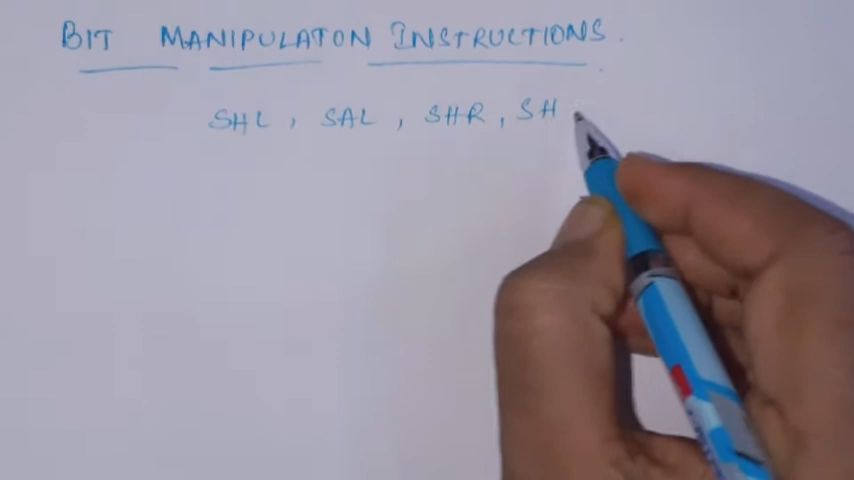 BIT MANIPULATON INSTRUCTIONS.
SHL, SAL, SHR, SH